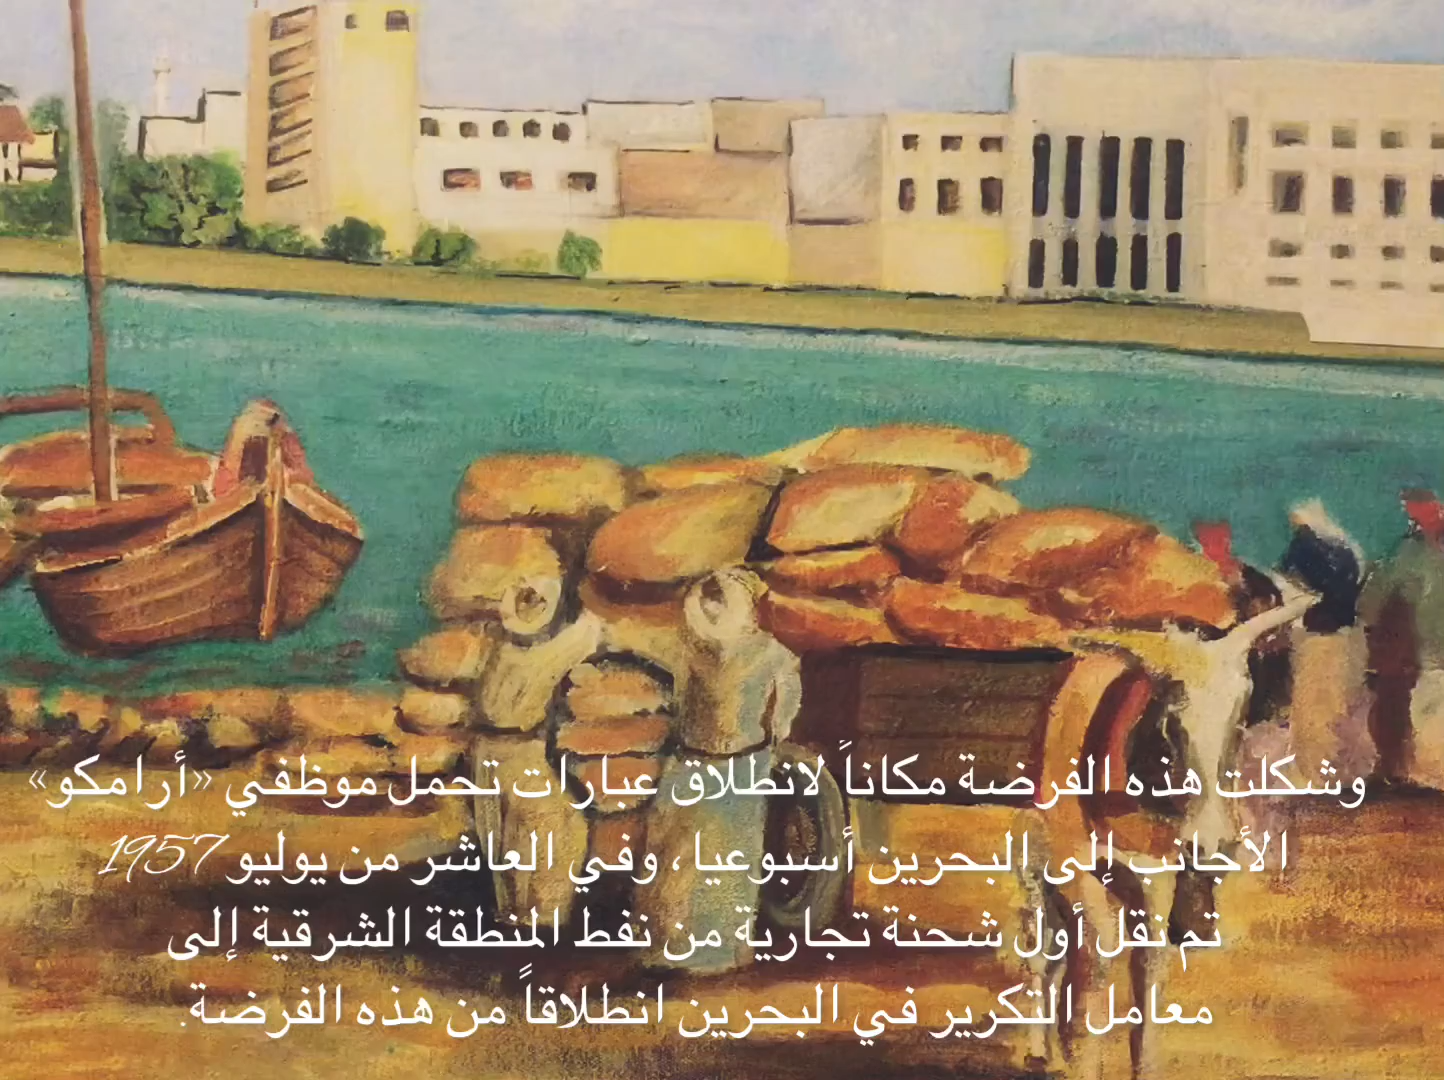 وشكلت هذه الفرضة مكاناً لانطلاق عبارات تحمل موظفي «أرامكو»
الأجانب إلى البحرين أسبوعيا، وفي العاشر من يوليو 1957
تم نقل أول شحنة تجارية من نفط المنطقة الشرقية إلى
معامل التكرير في البحرين انطلاقاً من هذه الفرضة.